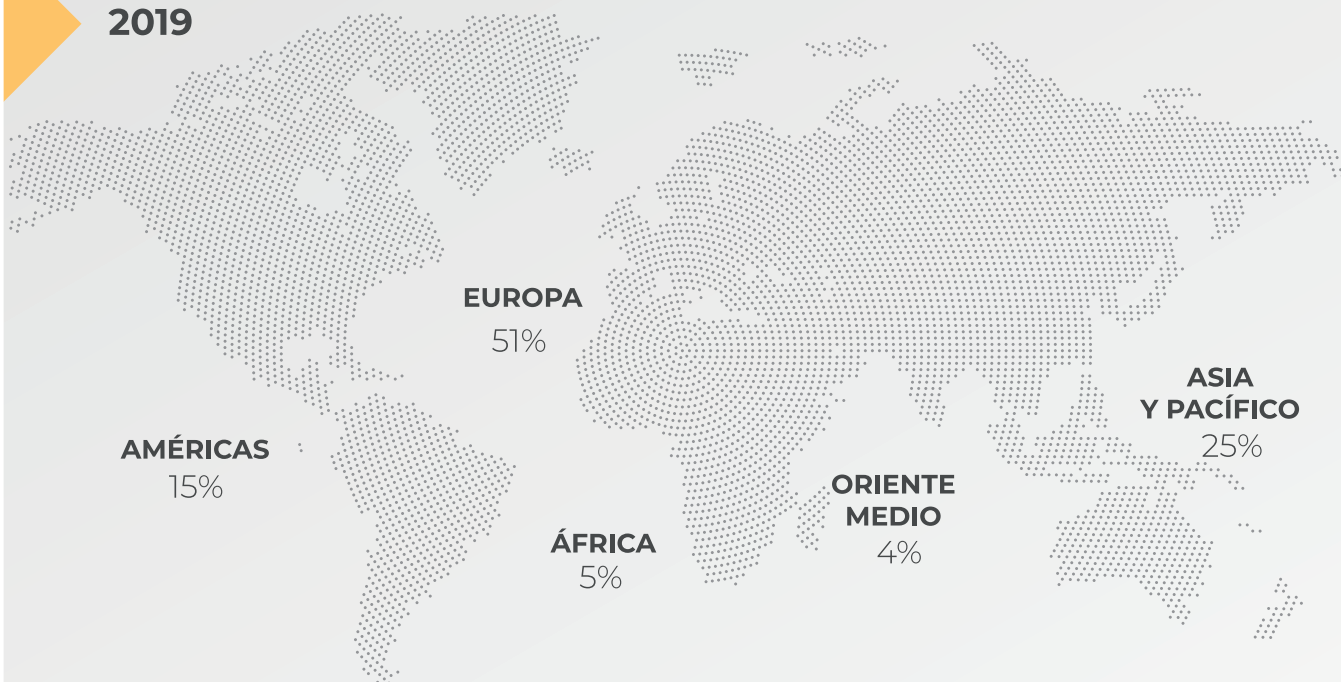 2019
EUROPA
51%
ASIA
Y PACÍFICO
25%
AMÉRICAS
15%
ORIENTE
MEDIO
4%
ÁFRICA
5%